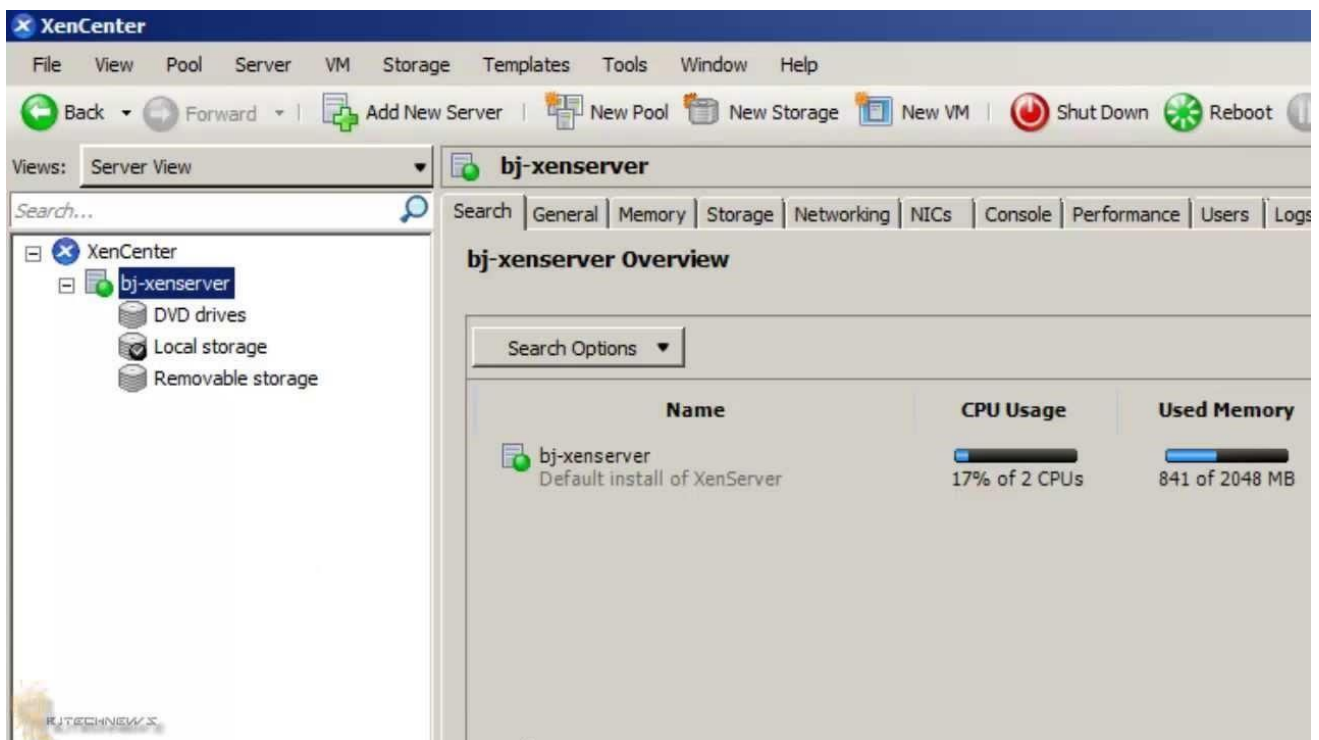 XenCenter
File View Pool Server VM Storage Templates Tools Window Help
Back Forward Add New Server New Pool New Storage New VM Shut Down Reboot
Views: Server View
bj-xenserver
Search...
Search General Memory Storage Networking NICs Console Performance Users Logs
XenCenter
bj-xenserver
DVD drives
Local storage
Removable storage
bj-xenserver Overview
Search Options
Name CPU Usage Used Memory
bj-xenserver
Default install of XenServer
17% of 2 CPUs 841 of 2048 MB
BJTECHNEWS